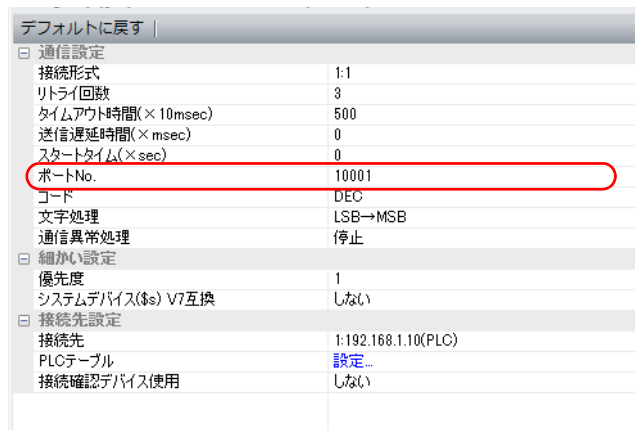 デフォルトに戻す
通信設定
接続形式 1:1
リトライ回数 3
タイムアウト時間(×10msec) 500
送信遅延時間(×msec) 0
スタートタイム(×sec) 0
ポートNo. 10001
コード DEC
文字処理 LSB→MSB
通信異常処理 停止
細かい設定
優先度 1
システムデバイス($s) V7互換 しない
接続先設定
接続先 1:192.168.1.10(PLC)
PLCテーブル 設定...
接続確認デバイス使用 しない